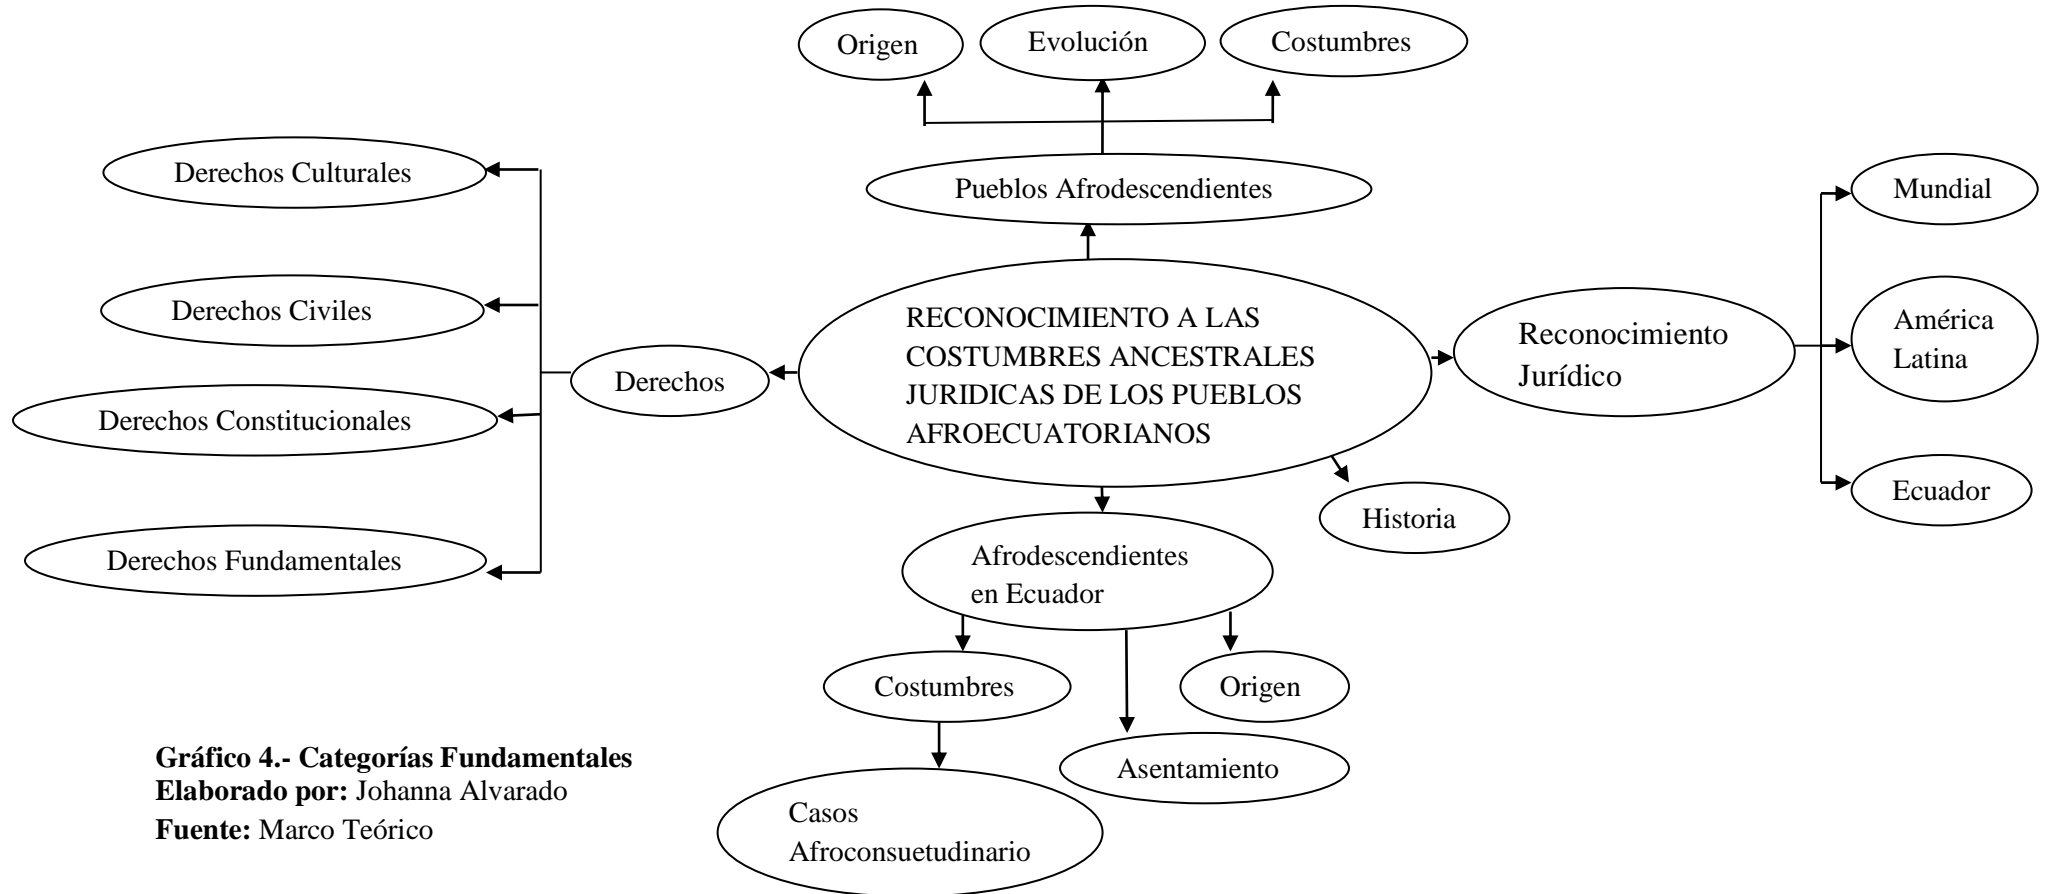 Origen
Evolución
Costumbres
Derechos Culturales
Pueblos Afrodescendientes
Mundial
Derechos Civiles
RECONOCIMIENTO A LAS
COSTUMBRES ANCESTRALES
JURIDICAS DE LOS PUEBLOS
AFROECUATORIANOS
Reconocimiento
Jurídico
América
Latina
Derechos
Derechos Constitucionales
Ecuador
Historia
Derechos Fundamentales
Afrodescendientes
en Ecuador
Costumbres
Origen
Asentamiento
Casos
Afroconsuetudinario
Gráfico 4.- Categorías Fundamentales
Elaborado por: Johanna Alvarado
Fuente: Marco Teórico